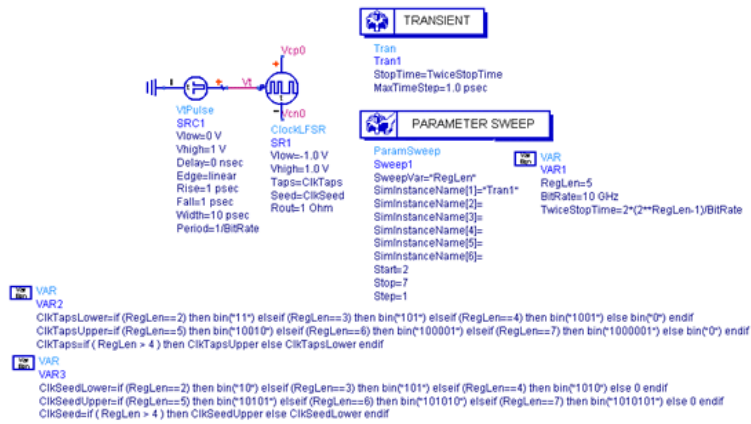 TRANSIENT
Tran
Tran1
StopTime=TwiceStopTime
MaxTimeStep=1.0 psec
Vcp0
Vt
Vcn0
VtPulse
SRC1
Vlow=0 V
Vhigh=1 V
Delay=0 nsec
Edge=linear
Rise=1 psec
Fall=1 psec
Width=10 psec
Period=1/BitRate
ClockLFSR
SR1
Vlow=-1.0 V
Vhigh=1.0 V
Taps=ClkTaps
Seed=ClkSeed
Rout=1 Ohm
PARAMETER SWEEP
ParamSweep
Sweep1
SweepVar="RegLen"
SimInstanceName[1]="Tran1"
SimInstanceName[2]=
SimInstanceName[3]=
SimInstanceName[4]=
SimInstanceName[5]=
SimInstanceName[6]=
Start=2
Stop=7
Step=1
Var Eqn VAR
VAR1
RegLen=5
BitRate=10 GHz
TwiceStopTime=2*(2**RegLen-1)/BitRate
Var Eqn VAR
VAR2
ClkTapsLower=if (RegLen==2) then bin("11") elseif (RegLen==3) then bin("101") elseif (RegLen==4) then bin("1001") else bin("0") endif
ClkTapsUpper=if (RegLen==5) then bin("10010") elseif (RegLen==6) then bin("100001") elseif (RegLen==7) then bin("1000001") else bin("0") endif
ClkTaps=if ( RegLen > 4 ) then ClkTapsUpper else ClkTapsLower endif
Var Eqn VAR
VAR3
ClkSeedLower=if (RegLen==2) then bin("10") elseif (RegLen==3) then bin("101") elseif (RegLen==4) then bin("1010") else 0 endif
ClkSeedUpper=if (RegLen==5) then bin("10101") elseif (RegLen==6) then bin("101010") elseif (RegLen==7) then bin("1010101") else 0 endif
ClkSeed=if ( RegLen > 4 ) then ClkSeedUpper else ClkSeedLower endif